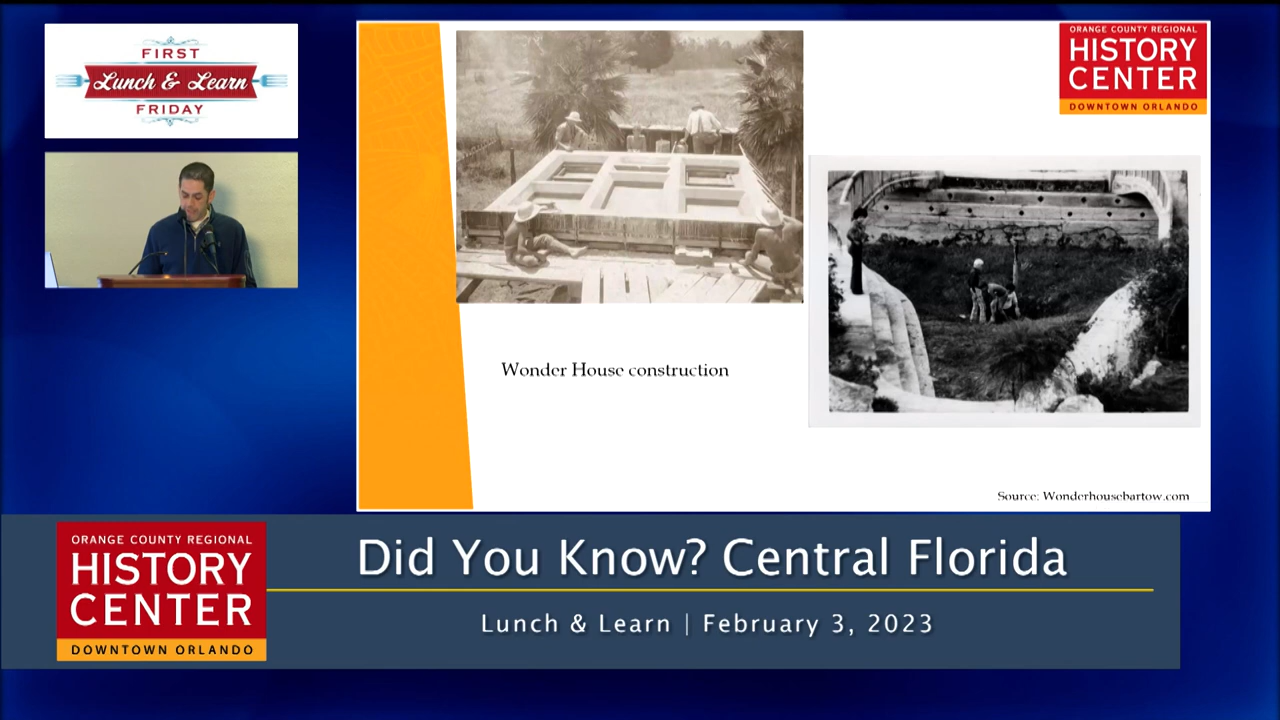 FIRST
Lunch & Learn
FRIDAY
ORANGE COUNTY REGIONAL
HISTORY
CENTER
DOWNTOWN ORLANDO
Wonder House construction
Source: Wonderhousebartow.com
ORANGE COUNTY REGIONAL
HISTORY
CENTER
DOWNTOWN ORLANDO
Did You Know? Central Florida
Lunch & Learn | February 3, 2023